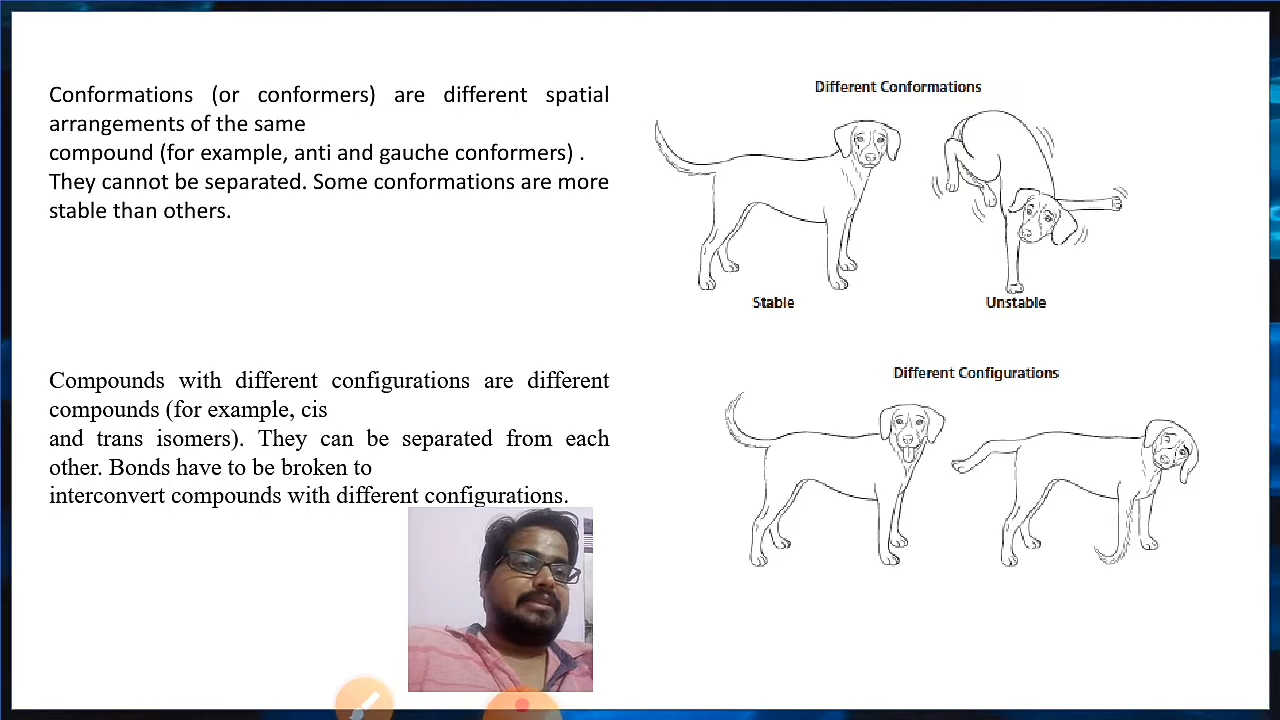 Conformations (or conformers) are different spatial
arrangements of the same
compound (for example, anti and gauche conformers) .
They cannot be separated. Some conformations are more
stable than others.
Different Conformations
Stable
Unstable
Compounds with different configurations are different
compounds (for example, cis
and trans isomers). They can be separated from each
other. Bonds have to be broken to
interconvert compounds with different configurations.
Different Configurations